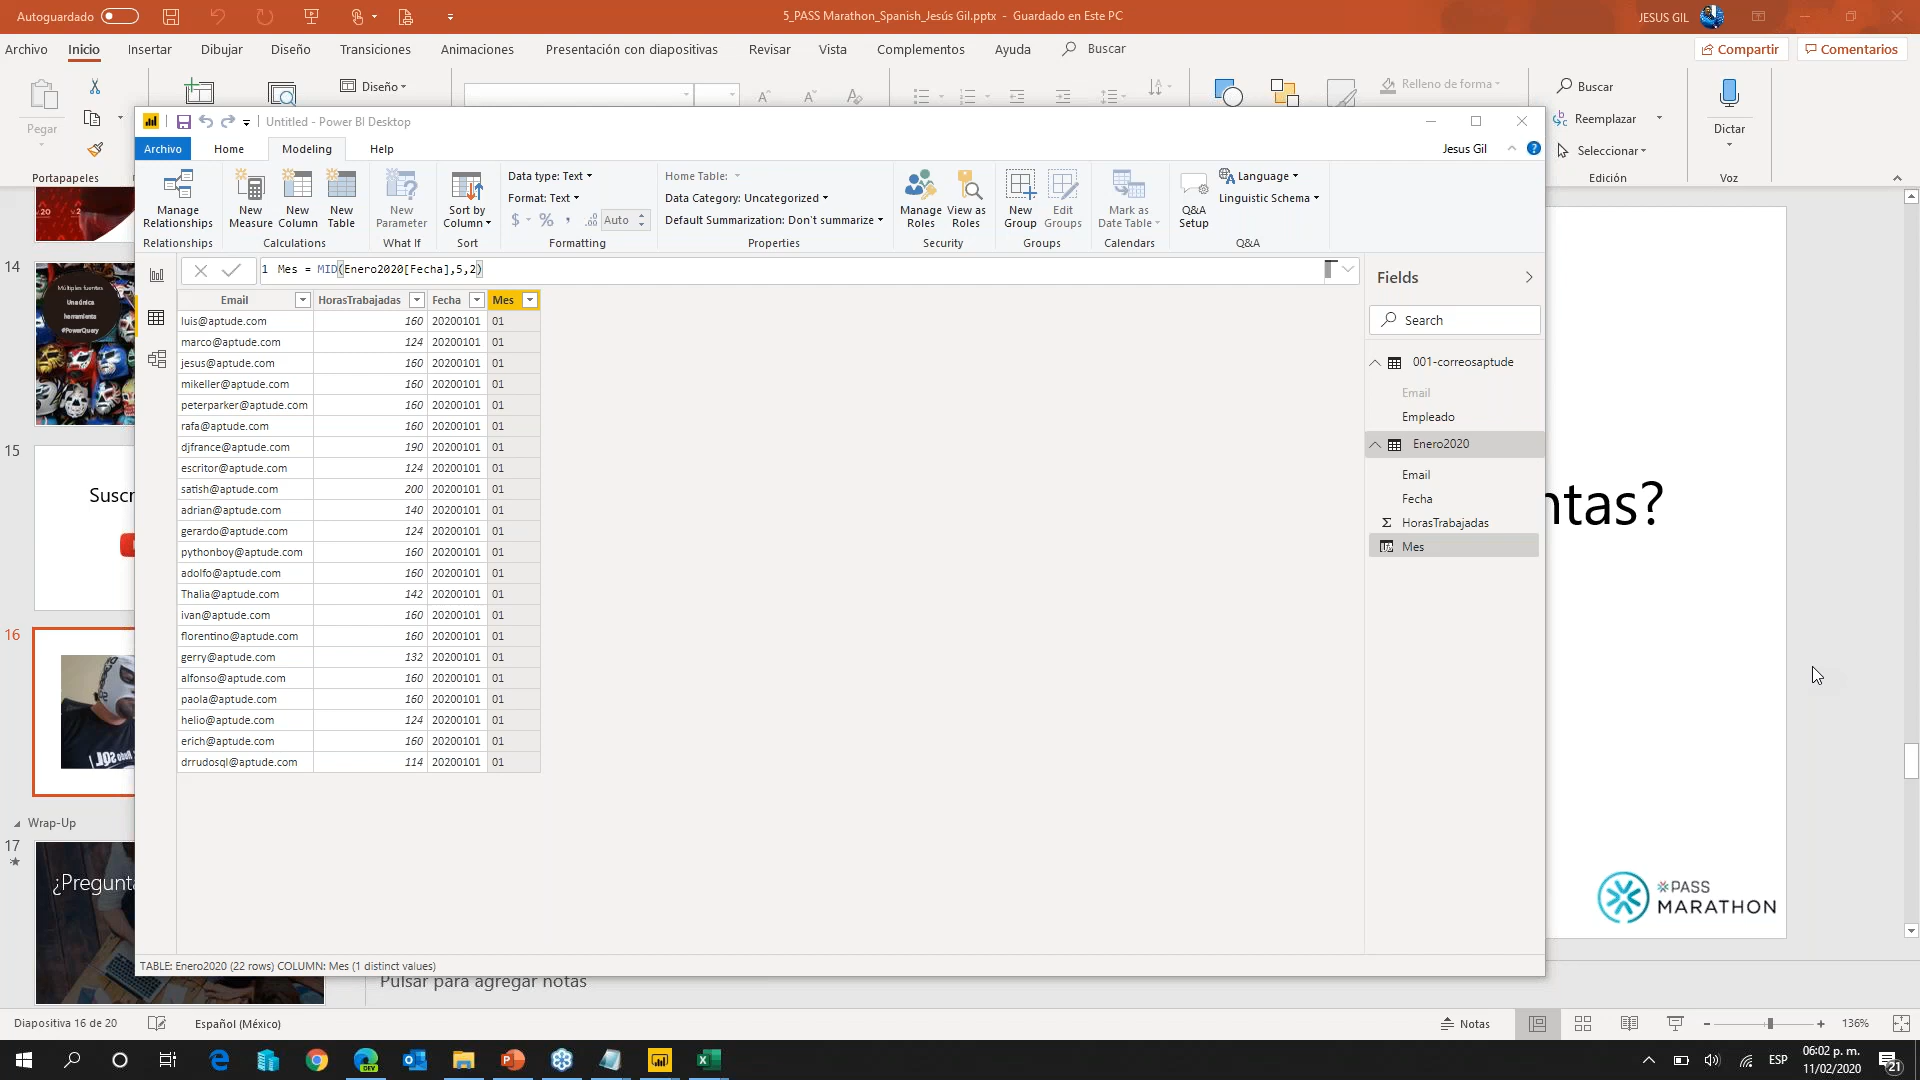 Autoguardado
5_PASS Marathon_Spanish_Jesús Gil.pptx - Guardado en Este PC
JESUS GIL
Archivo Inicio Insertar Dibujar Diseño Transiciones Animaciones Presentación con diapositivas Revisar Vista Complementos Ayuda Buscar
Compartir Comentarios
Pegar
Portapapeles
Diseño
Relleno de forma
Buscar
Reemplazar
Seleccionar
Edición
Dictar
Voz
Untitled - Power BI Desktop
Archivo Home Modeling Help
Jesus Gil
Manage Relationships
Relationships
New Measure
New Column
New Table
Calculations
New Parameter
What If
Sort by Column
Sort
Data type: Text
Format: Text
$ % , .00 Auto
Formatting
Home Table:
Data Category: Uncategorized
Default Summarization: Don't summarize
Properties
Manage Roles
View as Roles
Security
New Group
Edit Groups
Groups
Mark as Date Table
Calendars
Q&A Setup
Language
Linguistic Schema
Q&A
1 Mes = MID(Enero2020[Fecha],5,2)
Email HorasTrabajadas Fecha Mes
luis@aptude.com 160 20200101 01
marco@aptude.com 124 20200101 01
jesus@aptude.com 160 20200101 01
mikeller@aptude.com 160 20200101 01
peterparker@aptude.com 160 20200101 01
rafa@aptude.com 160 20200101 01
djfrance@aptude.com 190 20200101 01
escritor@aptude.com 124 20200101 01
satish@aptude.com 200 20200101 01
adrian@aptude.com 140 20200101 01
gerardo@aptude.com 124 20200101 01
pythonboy@aptude.com 160 20200101 01
adolfo@aptude.com 160 20200101 01
Thalia@aptude.com 142 20200101 01
ivan@aptude.com 160 20200101 01
florentino@aptude.com 160 20200101 01
gerry@aptude.com 132 20200101 01
alfonso@aptude.com 160 20200101 01
paola@aptude.com 160 20200101 01
helio@aptude.com 124 20200101 01
erich@aptude.com 160 20200101 01
drrudosql@aptude.com 114 20200101 01
TABLE: Enero2020 (22 rows) COLUMN: Mes (1 distinct values)
Fields
Search
001-correosaptude
Email
Empleado
Enero2020
Email
Fecha
HorasTrabajadas
Mes
v.20 v.2
14
Múltiples fuentes
Una única
herramienta
#PowerQuery
15
Suscr
16
Wrap-Up
17
¿Pregunta
ntas?
PASS
MARATHON
Pulsar para agregar notas
Diapositiva 16 de 20
Español (México)
Notas
136%
DEV
ESP
06:02 p. m.
11/02/2020
21